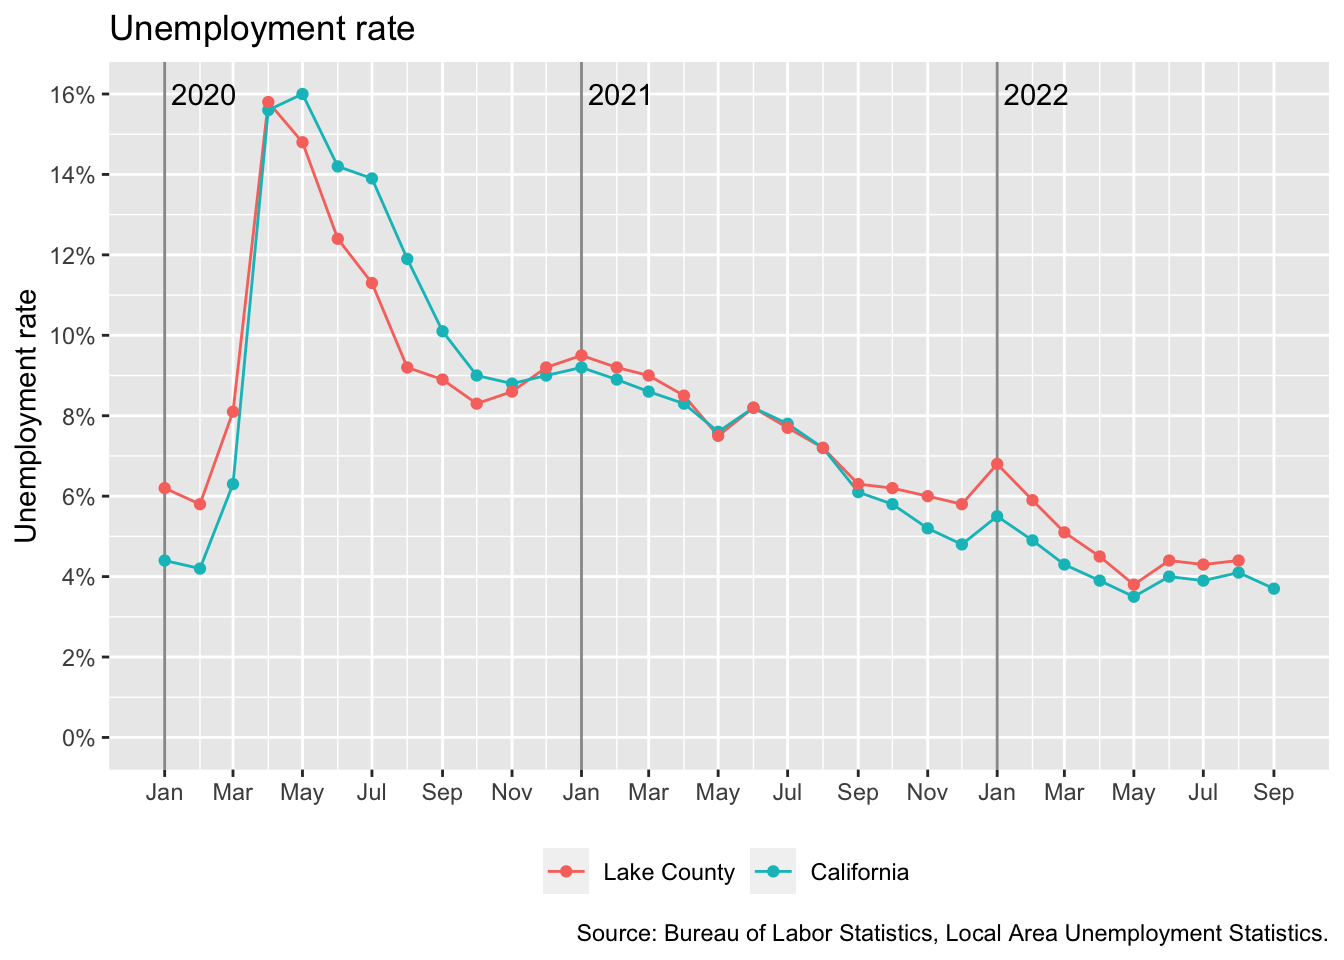 Unemployment rate
2020 2021 2022
16%
14%
12%
10%
8%
6%
4%
2%
0%
Unemployment rate
Jan Mar May Jul Sep Nov Jan Mar May Jul Sep Nov Jan Mar May Jul Sep
Lake County California
Source: Bureau of Labor Statistics, Local Area Unemployment Statistics.